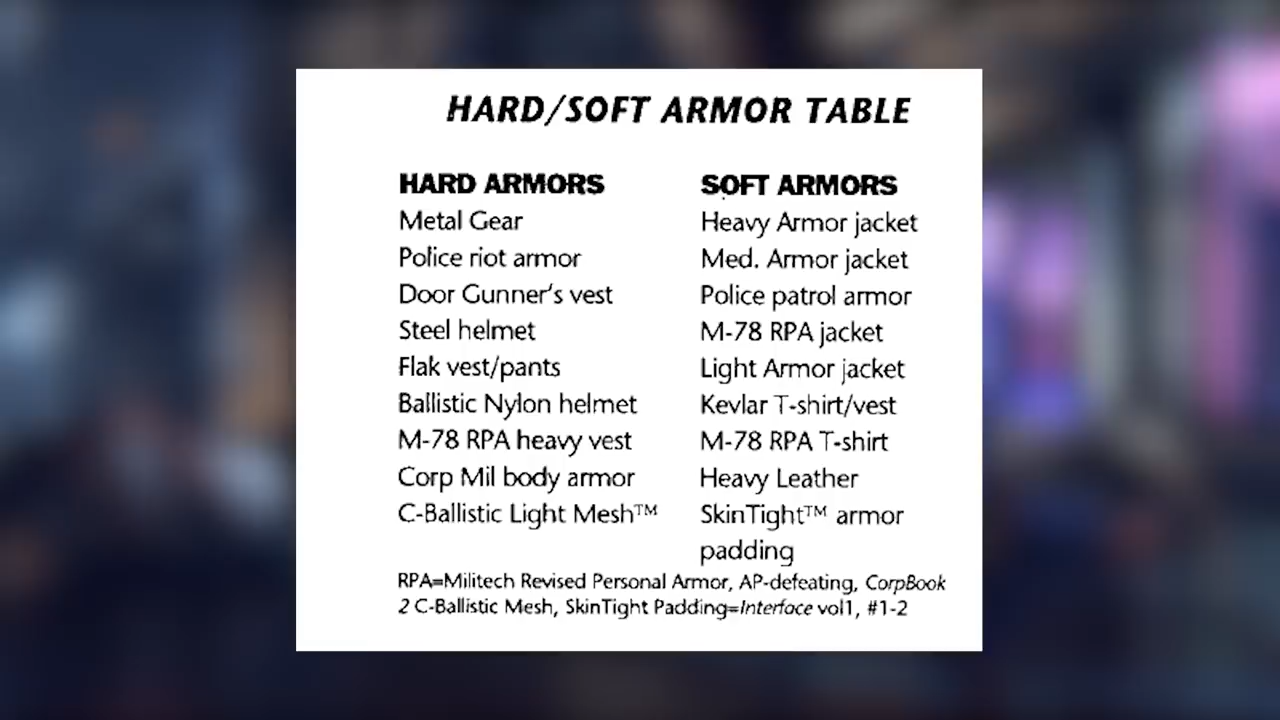 HARD/SOFT ARMOR TABLE
HARD ARMORS
Metal Gear
Police riot armor
Door Gunner's vest
Steel helmet
Flak vest/pants
Ballistic Nylon helmet
M-78 RPA heavy vest
Corp Mil body armor
C-Ballistic Light Mesh™
SOFT ARMORS
Heavy Armor jacket
Med. Armor jacket
Police patrol armor
M-78 RPA jacket
Light Armor jacket
Kevlar T-shirt/vest
M-78 RPA T-shirt
Heavy Leather
SkinTight™ armor
padding
RPA=Militech Revised Personal Armor, AP-defeating, CorpBook
2 C-Ballistic Mesh, SkinTight Padding=Interface vol1, #1-2